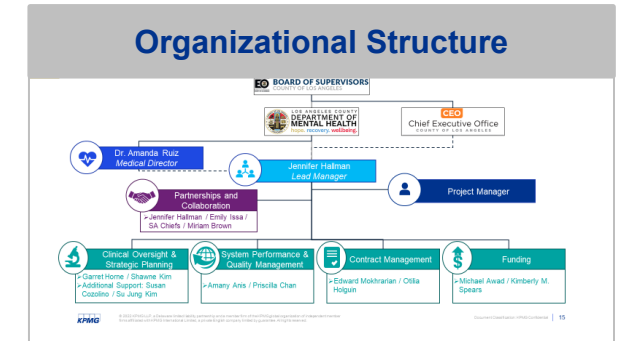 Organizational Structure
BOARD OF SUPERVISORS
COUNTY OF LOS ANGELES
LOS ANGELES COUNTY
DEPARTMENT OF
MENTAL HEALTH
hope. recovery. wellbeing.
CEO
Chief Executive Office
COUNTY OF LOS ANGELES
Dr. Amanda Ruiz
Medical Director
Jennifer Hallman
Lead Manager
Project Manager
Partnerships and
Collaboration
➢Jennifer Hallman / Emily Issa /
SA Chiefs / Miriam Brown
Clinical Oversight &
Strategic Planning
➢Garret Horne / Shawne Kim
➢Additional Support: Susan
Cozolino / Su Jung Kim
System Performance &
Quality Management
➢Amany Anis / Priscilla Chan
Contract Management
➢Edward Mokhrarian / Otilia
Holguin
Funding
➢Michael Awad / Kimberly M.
Spears
KPMG
15